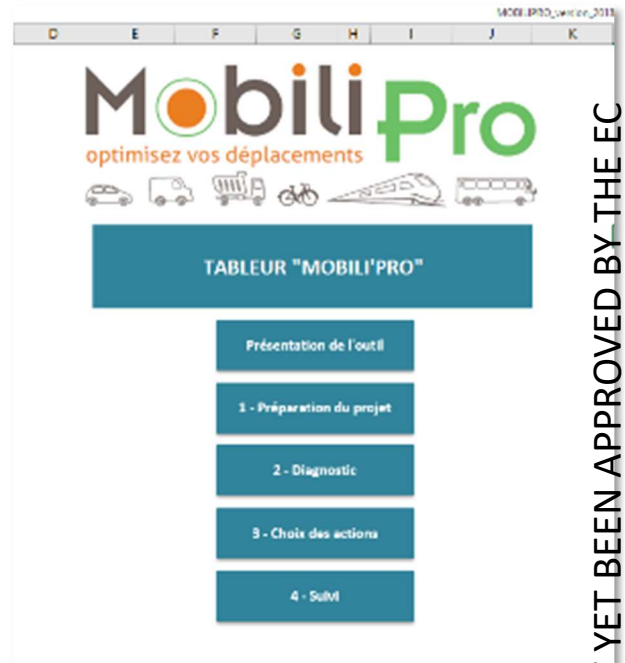 MOBILIPRO_version_2018
D E F G H I J K
MobiliPro
optimisez vos déplacements
TABLEUR "MOBILI'PRO"
Présentation de l'outil
1 - Préparation du projet
2 - Diagnostic
3 - Choix des actions
4 - Suivi
YET BEEN APPROVED BY THE EC